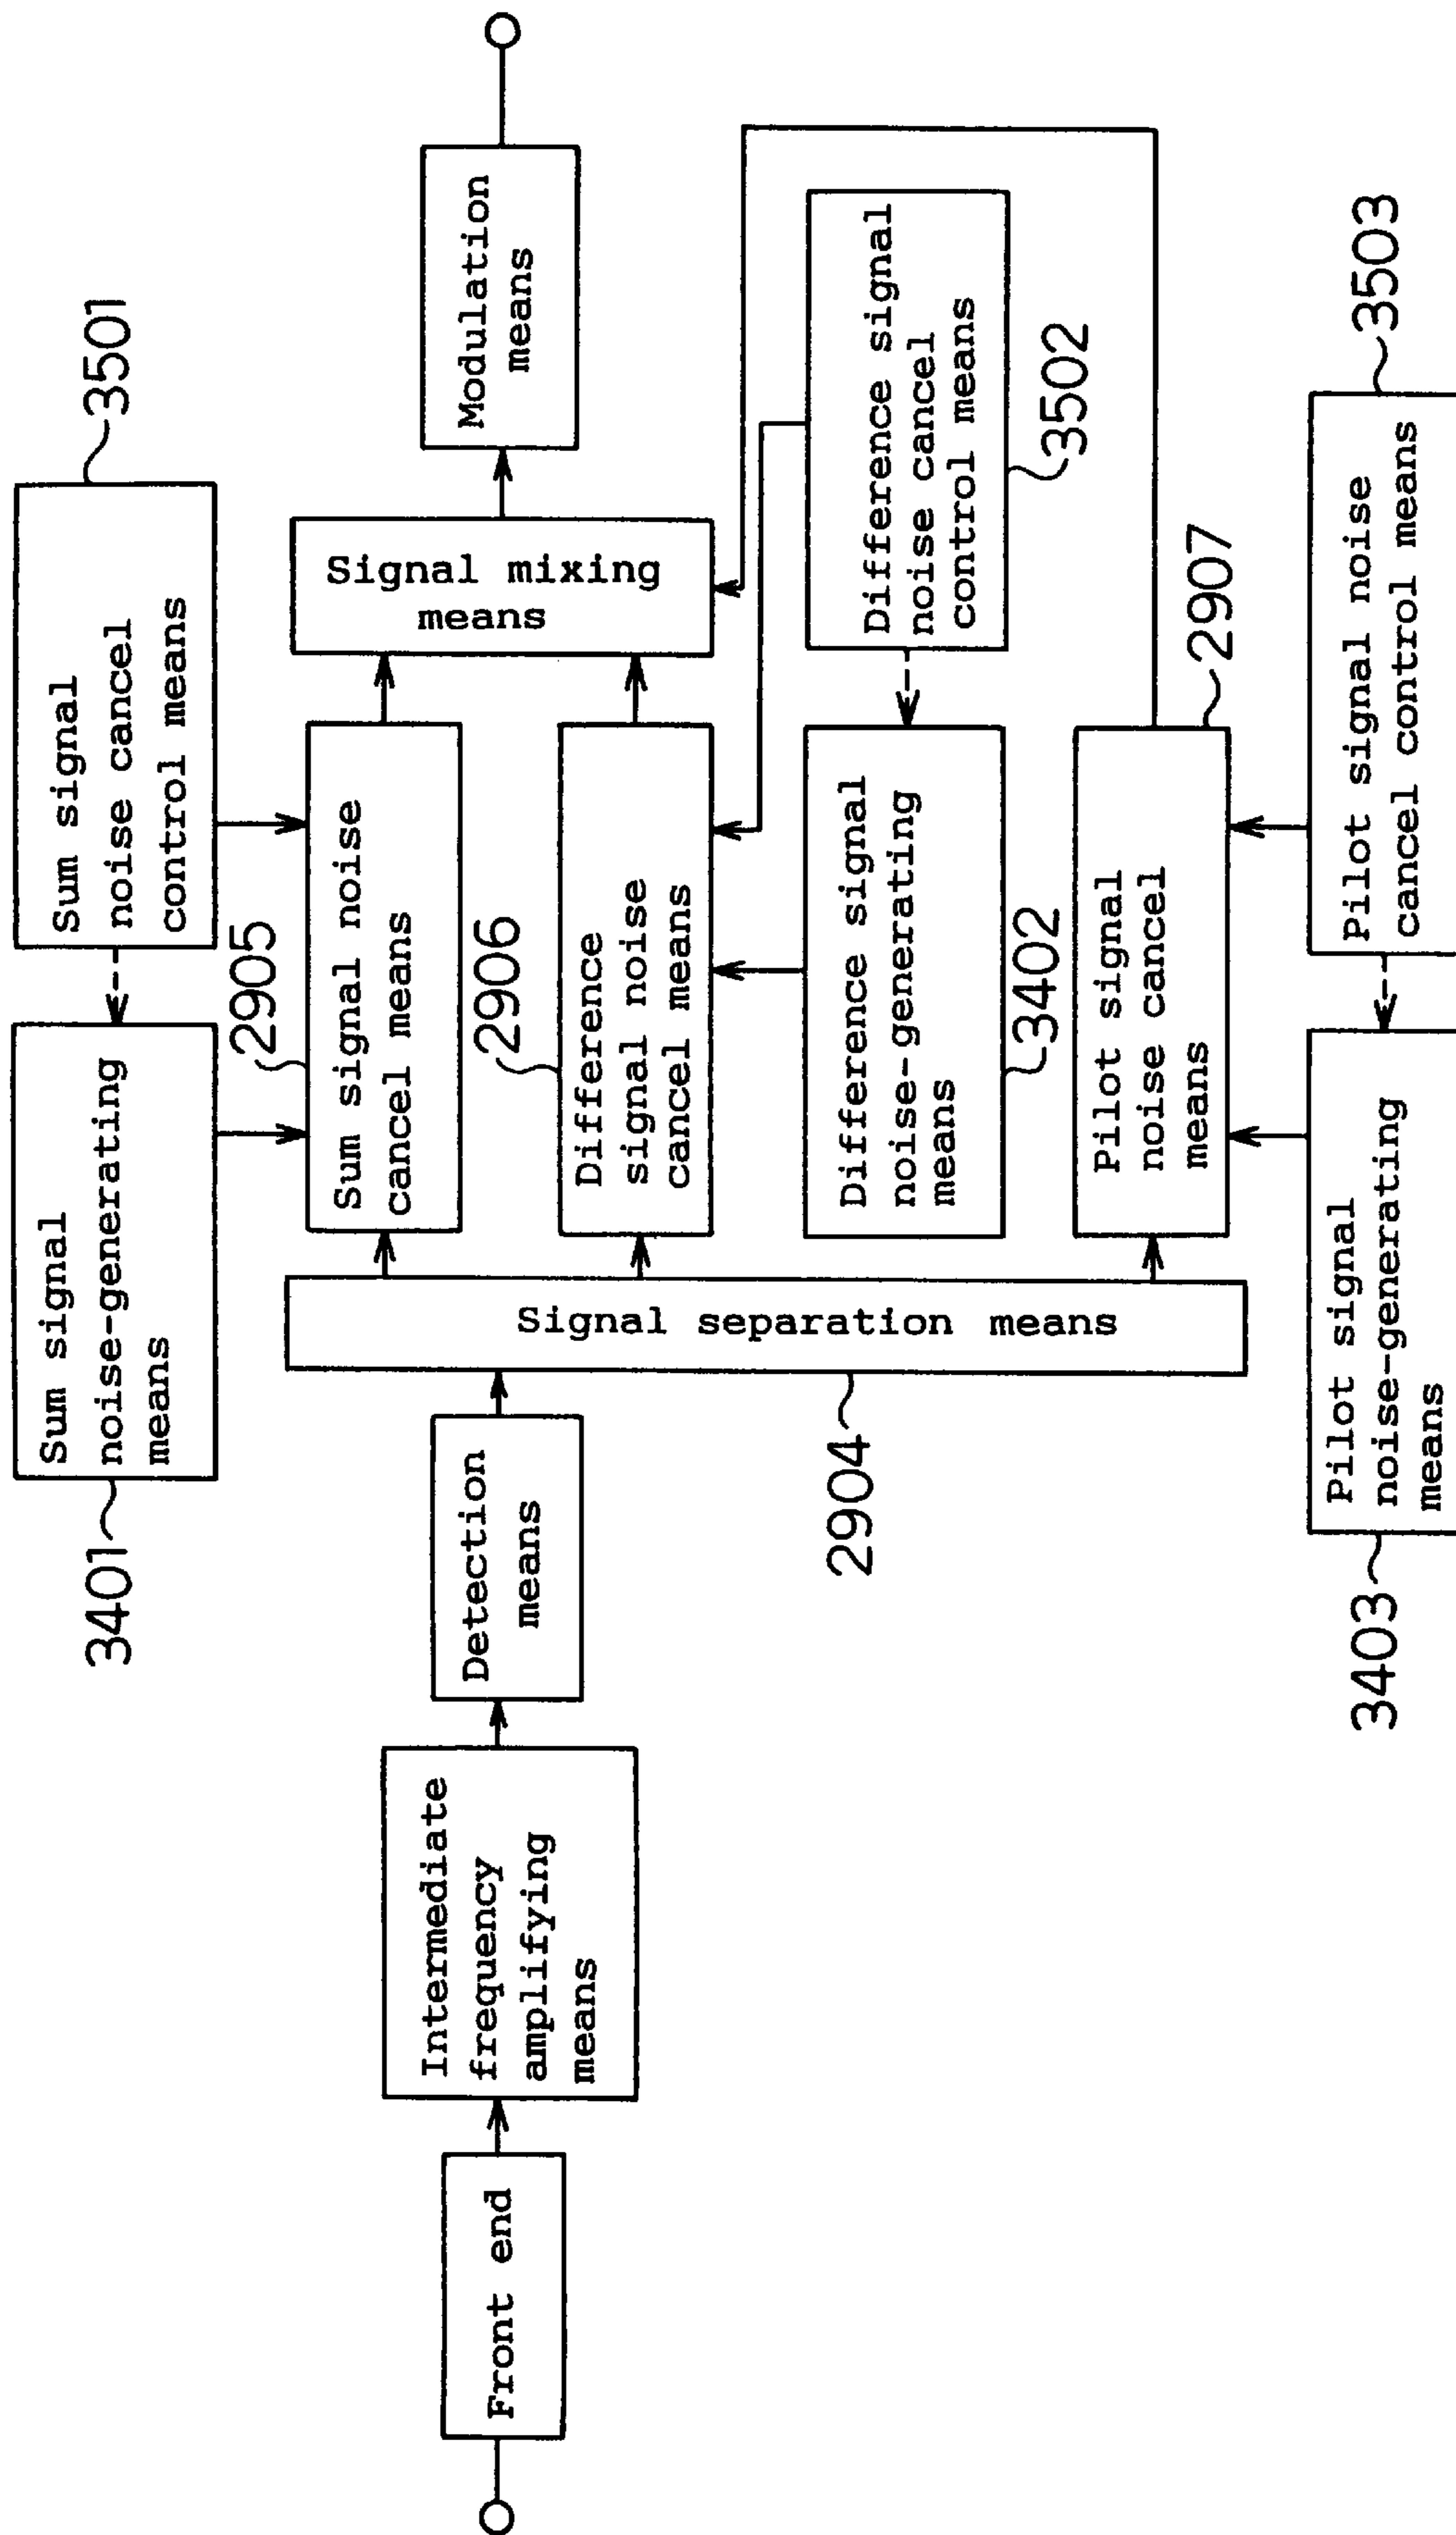 Front end
Intermediate
frequency
amplifying
means
Detection
means
2904
Signal separation means
3401
Sum signal
noise-generating
means
Sum signal
noise cancel
control means
3501
2905
Sum signal noise
cancel means
2906
Difference
signal noise
cancel means
Difference signal
noise-generating
means
3402
Difference signal
noise cancel
control means
3502
Pilot signal
noise cancel
means
2907
3403
Pilot signal
noise-generating
means
Pilot signal noise
cancel control means
3503
Signal mixing
means
Modulation
means